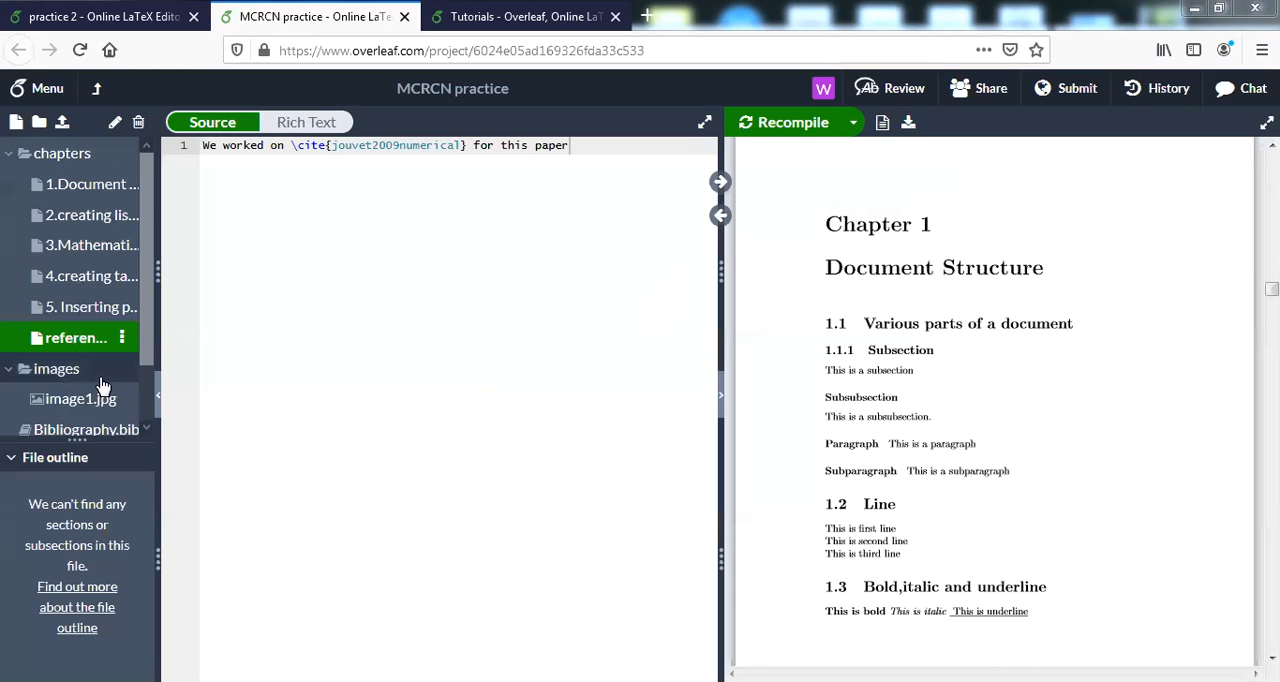 practice 2 - Online LaTeX Edito
MCRCN practice - Online LaTe
Tutorials - Overleaf, Online LaT
https://www.overleaf.com/project/6024e05ad169326fda33c533
Menu
MCRCN practice
W
Review
Share
Submit
History
Chat
Source
Rich Text
Recompile
chapters
1.Document ...
2.creating lis...
3.Mathemati...
4.creating ta...
5. Inserting p...
referen...
images
image1.jpg
Bibliography.bib
File outline
We can't find any
sections or
subsections in this
file.
Find out more
about the file
outline
1 We worked on \cite{jouvet2009numerical} for this paper
Chapter 1
Document Structure
1.1 Various parts of a document
1.1.1 Subsection
This is a subsection
Subsubsection
This is a subsubsection.
Paragraph This is a paragraph
Subparagraph This is a subparagraph
1.2 Line
This is first line
This is second line
This is third line
1.3 Bold,italic and underline
This is bold This is italic This is underline